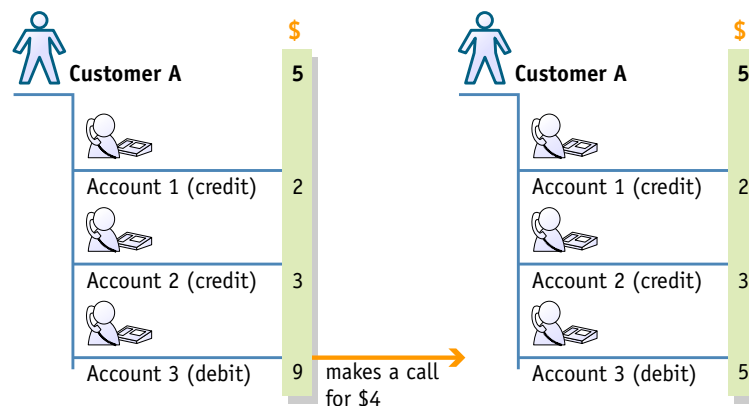 $
Customer A 5
Account 1 (credit) 2
Account 2 (credit) 3
Account 3 (debit) 9
makes a call
for $4
$
Customer A 5
Account 1 (credit) 2
Account 2 (credit) 3
Account 3 (debit) 5